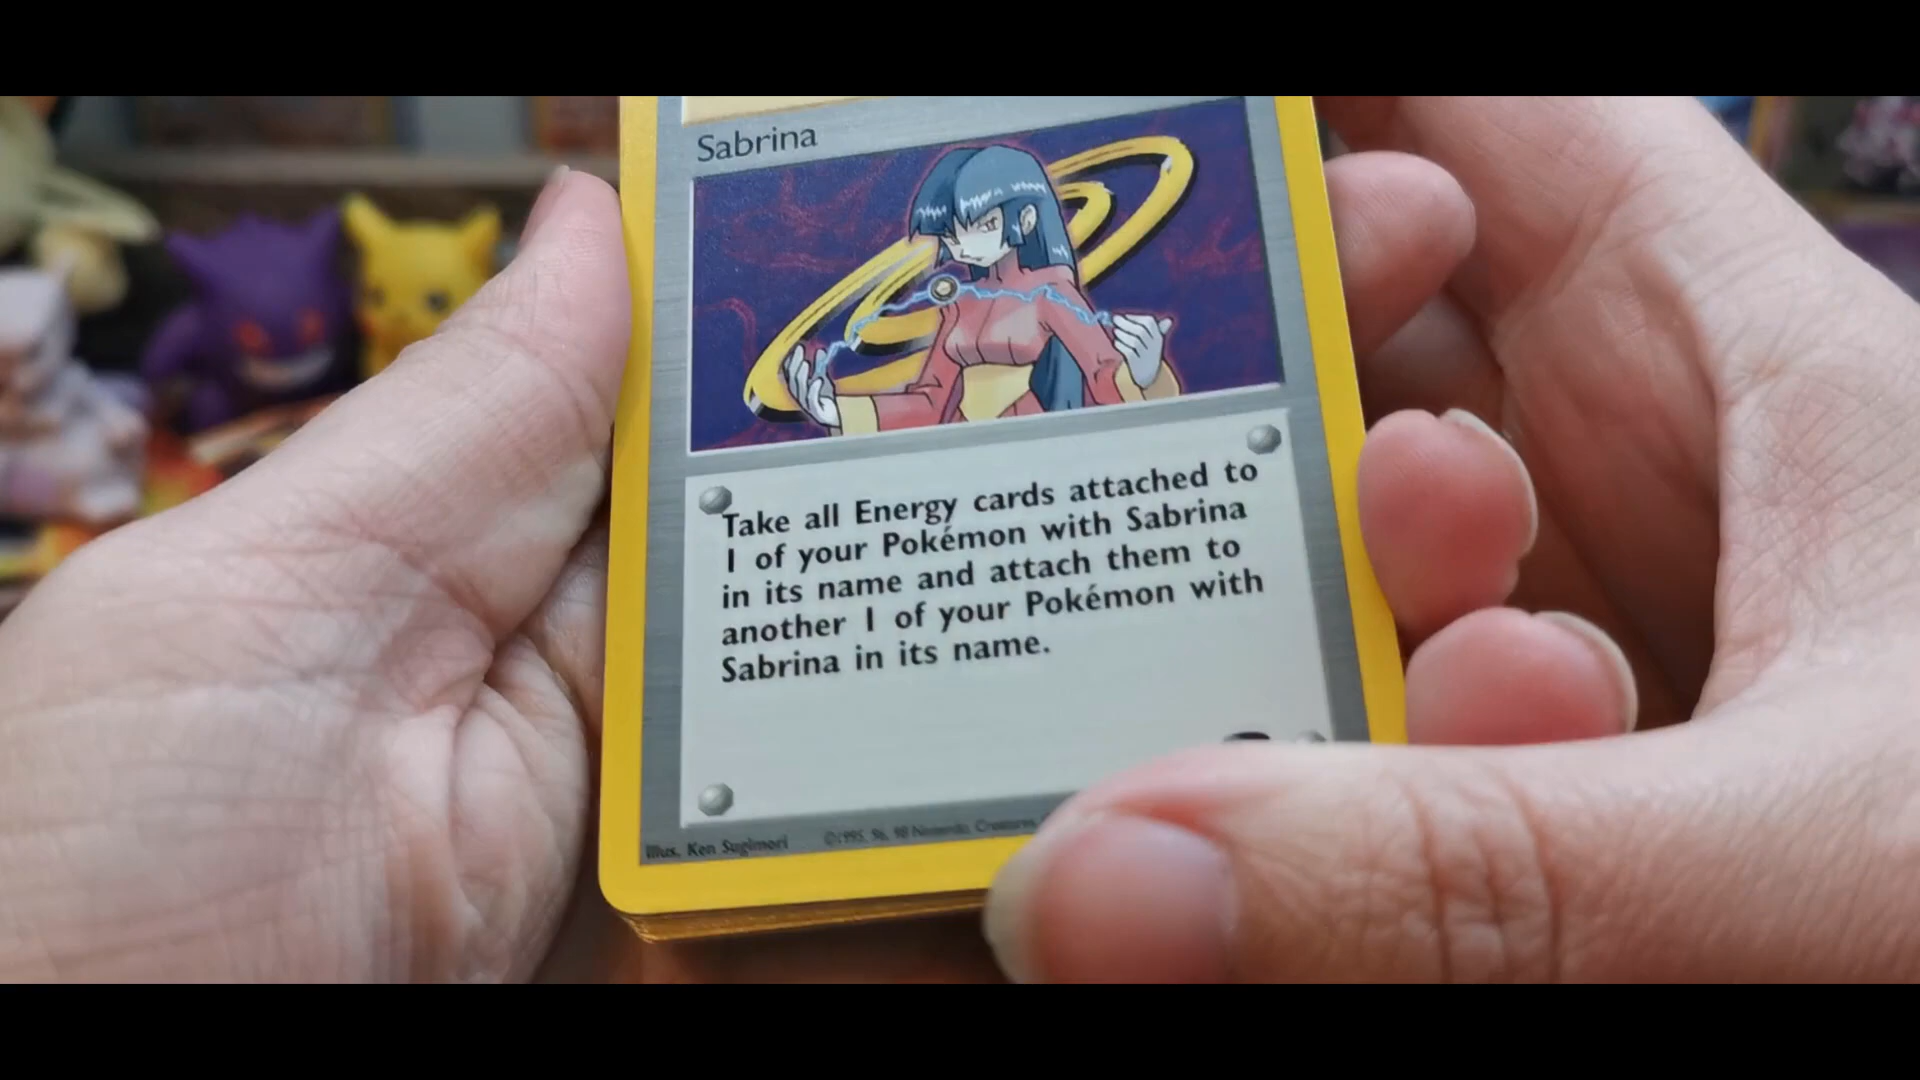 Sabrina
Take all Energy cards attached to
1 of your Pokémon with Sabrina
in its name and attach them to
another 1 of your Pokémon with
Sabrina in its name.
Illus. Ken Sugimori ©1995, 96, 98 Nintendo, Creatures,